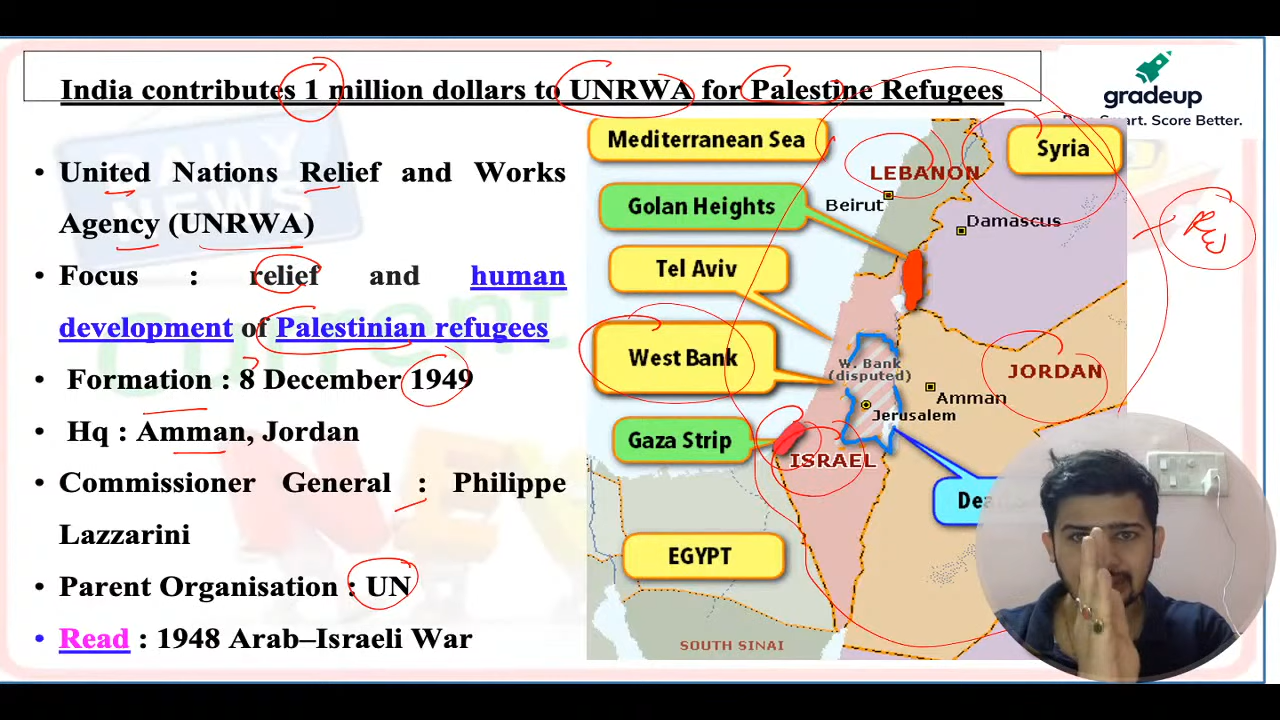 India contributes 1 million dollars to UNRWA for Palestine Refugees
gradeup
Smart. Score Better.
• United Nations Relief and Works
Agency (UNRWA)
• Focus : relief and human
development of Palestinian refugees
• Formation : 8 December 1949
• Hq : Amman, Jordan
• Commissioner General : Philippe
Lazzarini
• Parent Organisation : UN
• Read : 1948 Arab–Israeli War
Mediterranean Sea
Syria
LEBANON
Golan Heights
Beirut
Damascus
Tel Aviv
West Bank
W. Bank
(disputed)
JORDAN
Amman
Jerusalem
Gaza Strip
ISRAEL
EGYPT
SOUTH SINAI